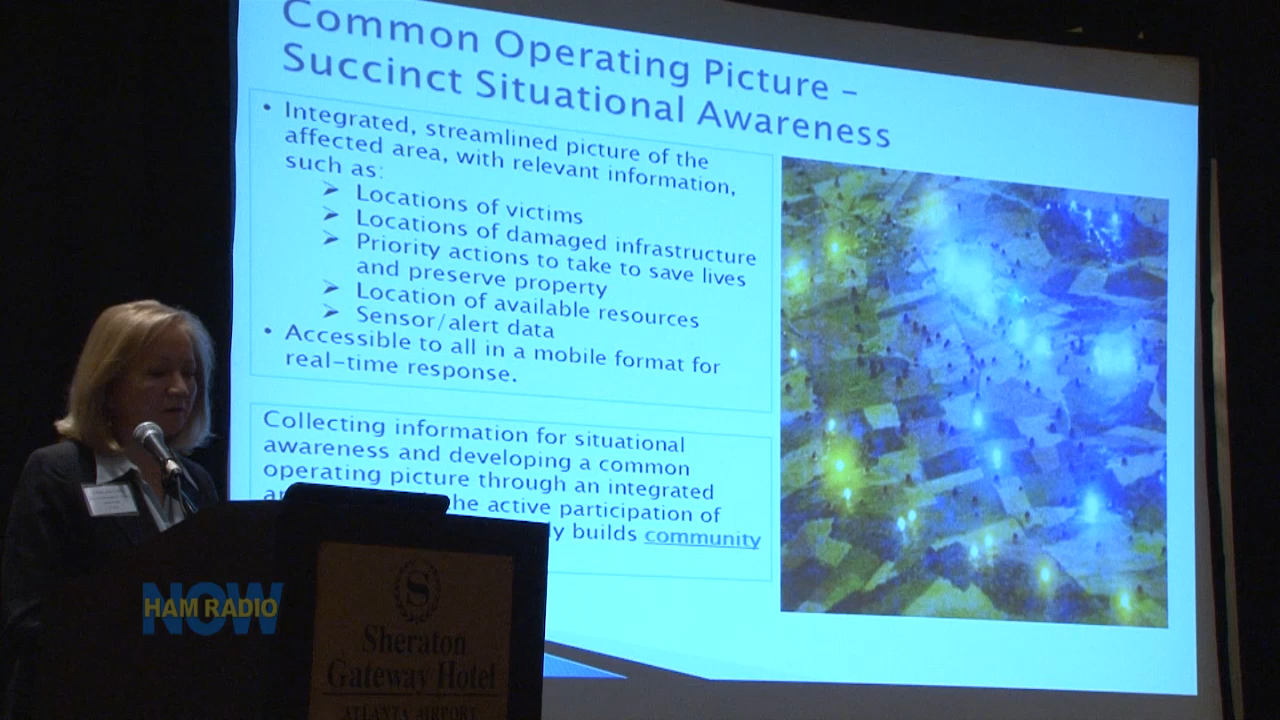 Common Operating Picture –
Succinct Situational Awareness
• Integrated, streamlined picture of the
affected area, with relevant information,
such as:
➢ Locations of victims
➢ Locations of damaged infrastructure
➢ Priority actions to take to save lives
and preserve property
➢ Location of available resources
➢ Sensor/alert data
• Accessible to all in a mobile format for
real-time response.
Collecting information for situational
awareness and developing a common
operating picture through an integrated
he active participation of
y builds community
NOW
HAM RADIO
S
Sheraton
Gateway Hotel
ATLANTA AIRPORT